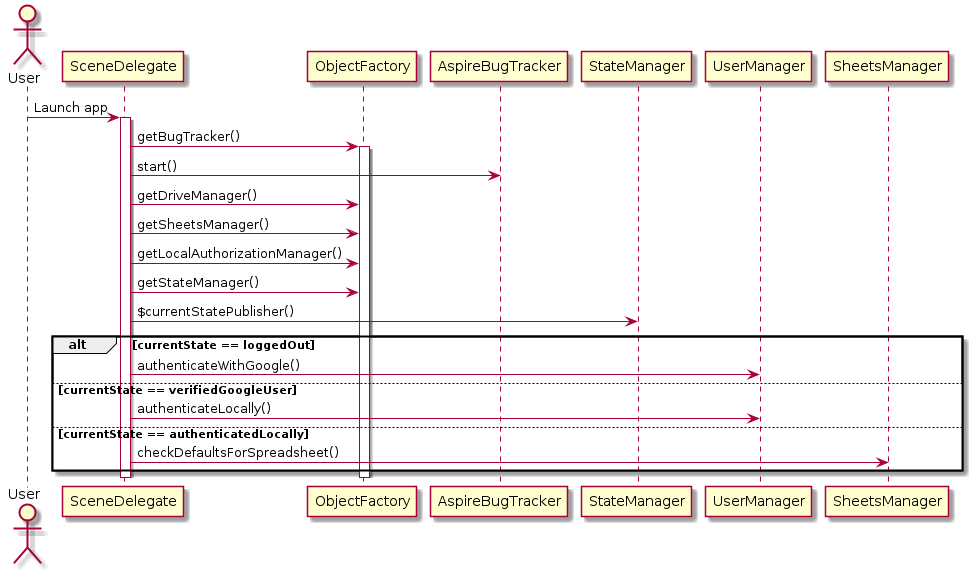 User
SceneDelegate
ObjectFactory
AspireBugTracker
StateManager
UserManager
SheetsManager
Launch app
getBugTracker()
start()
getDriveManager()
getSheetsManager()
getLocalAuthorizationManager()
getStateManager()
$currentStatePublisher()
alt [currentState == loggedOut]
authenticateWithGoogle()
[currentState == verifiedGoogleUser]
authenticateLocally()
[currentState == authenticatedLocally]
checkDefaultsForSpreadsheet()
User
SceneDelegate
ObjectFactory
AspireBugTracker
StateManager
UserManager
SheetsManager